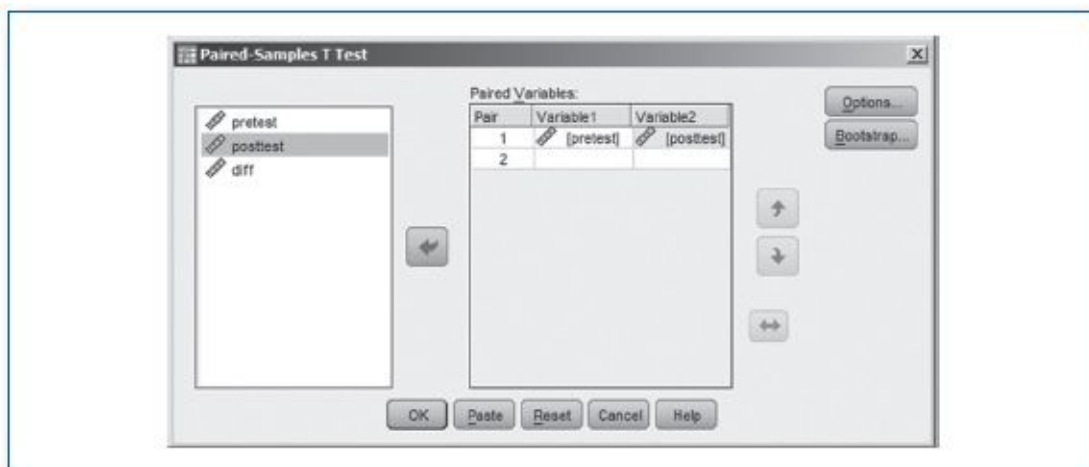 Paired-Samples T Test
pretest
posttest
diff
Paired Variables:
Pair Variable1 Variable2
1 [pretest] [posttest]
2
Options...
Bootstrap...
OK Paste Reset Cancel Help